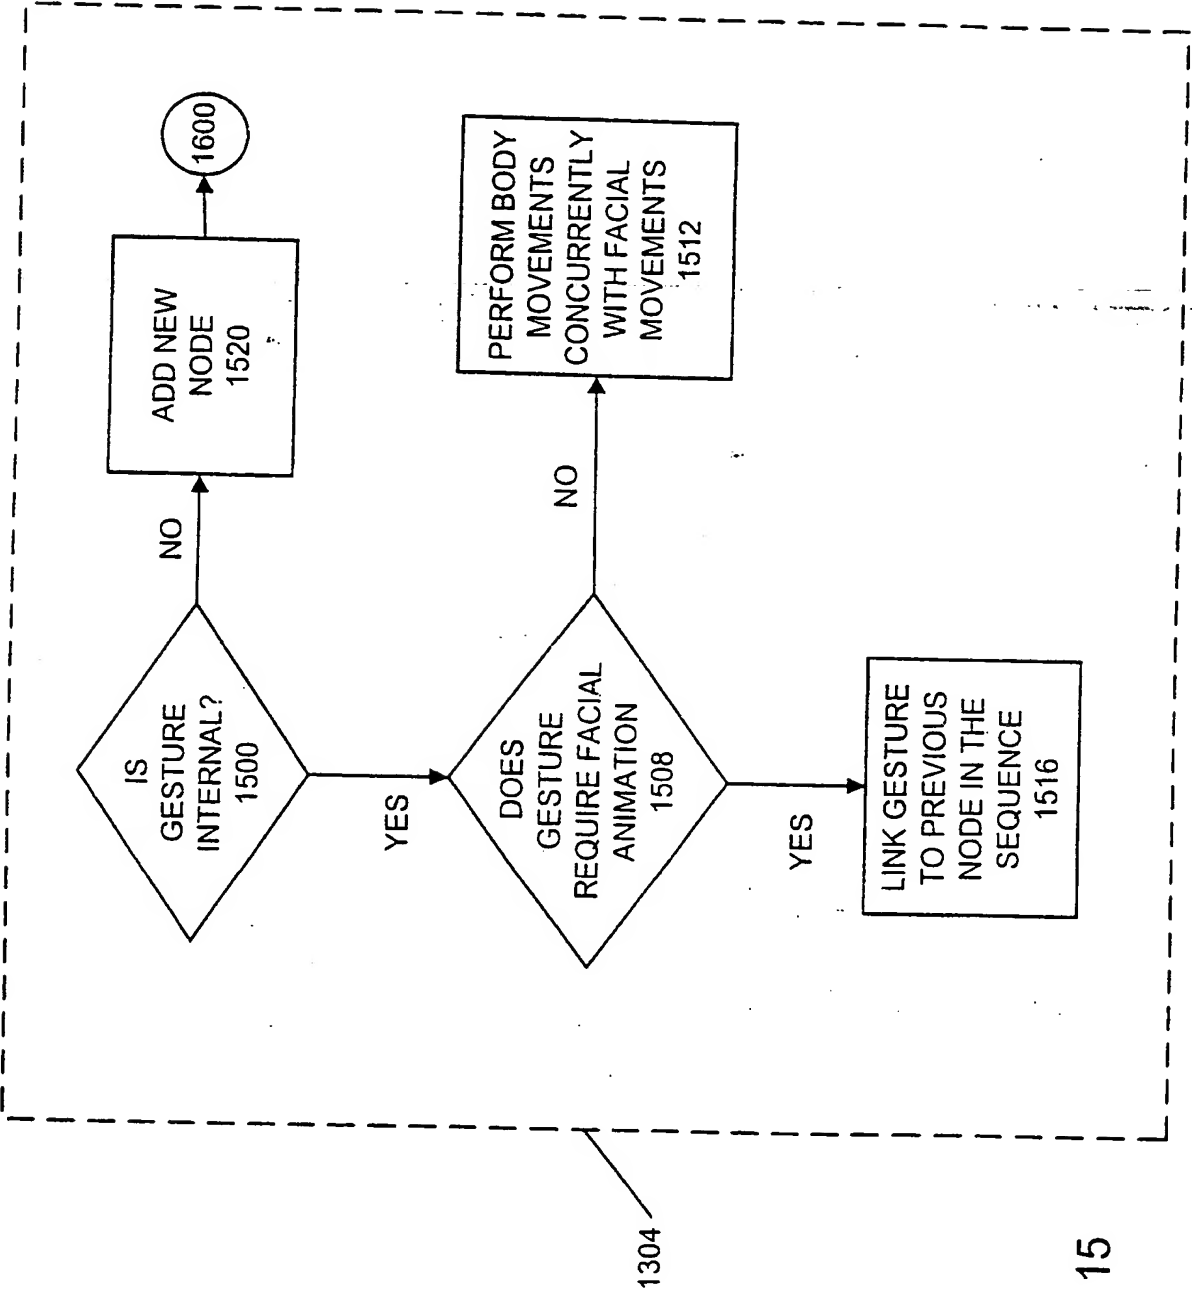 IS
GESTURE
INTERNAL?
1500
NO
ADD NEW
NODE
1520
1600
YES
DOES
GESTURE
REQUIRE FACIAL
ANIMATION
1508
NO
PERFORM BODY
MOVEMENTS
CONCURRENTLY
WITH FACIAL
MOVEMENTS
1512
YES
LINK GESTURE
TO PREVIOUS
NODE IN THE
SEQUENCE
1516
1304
15